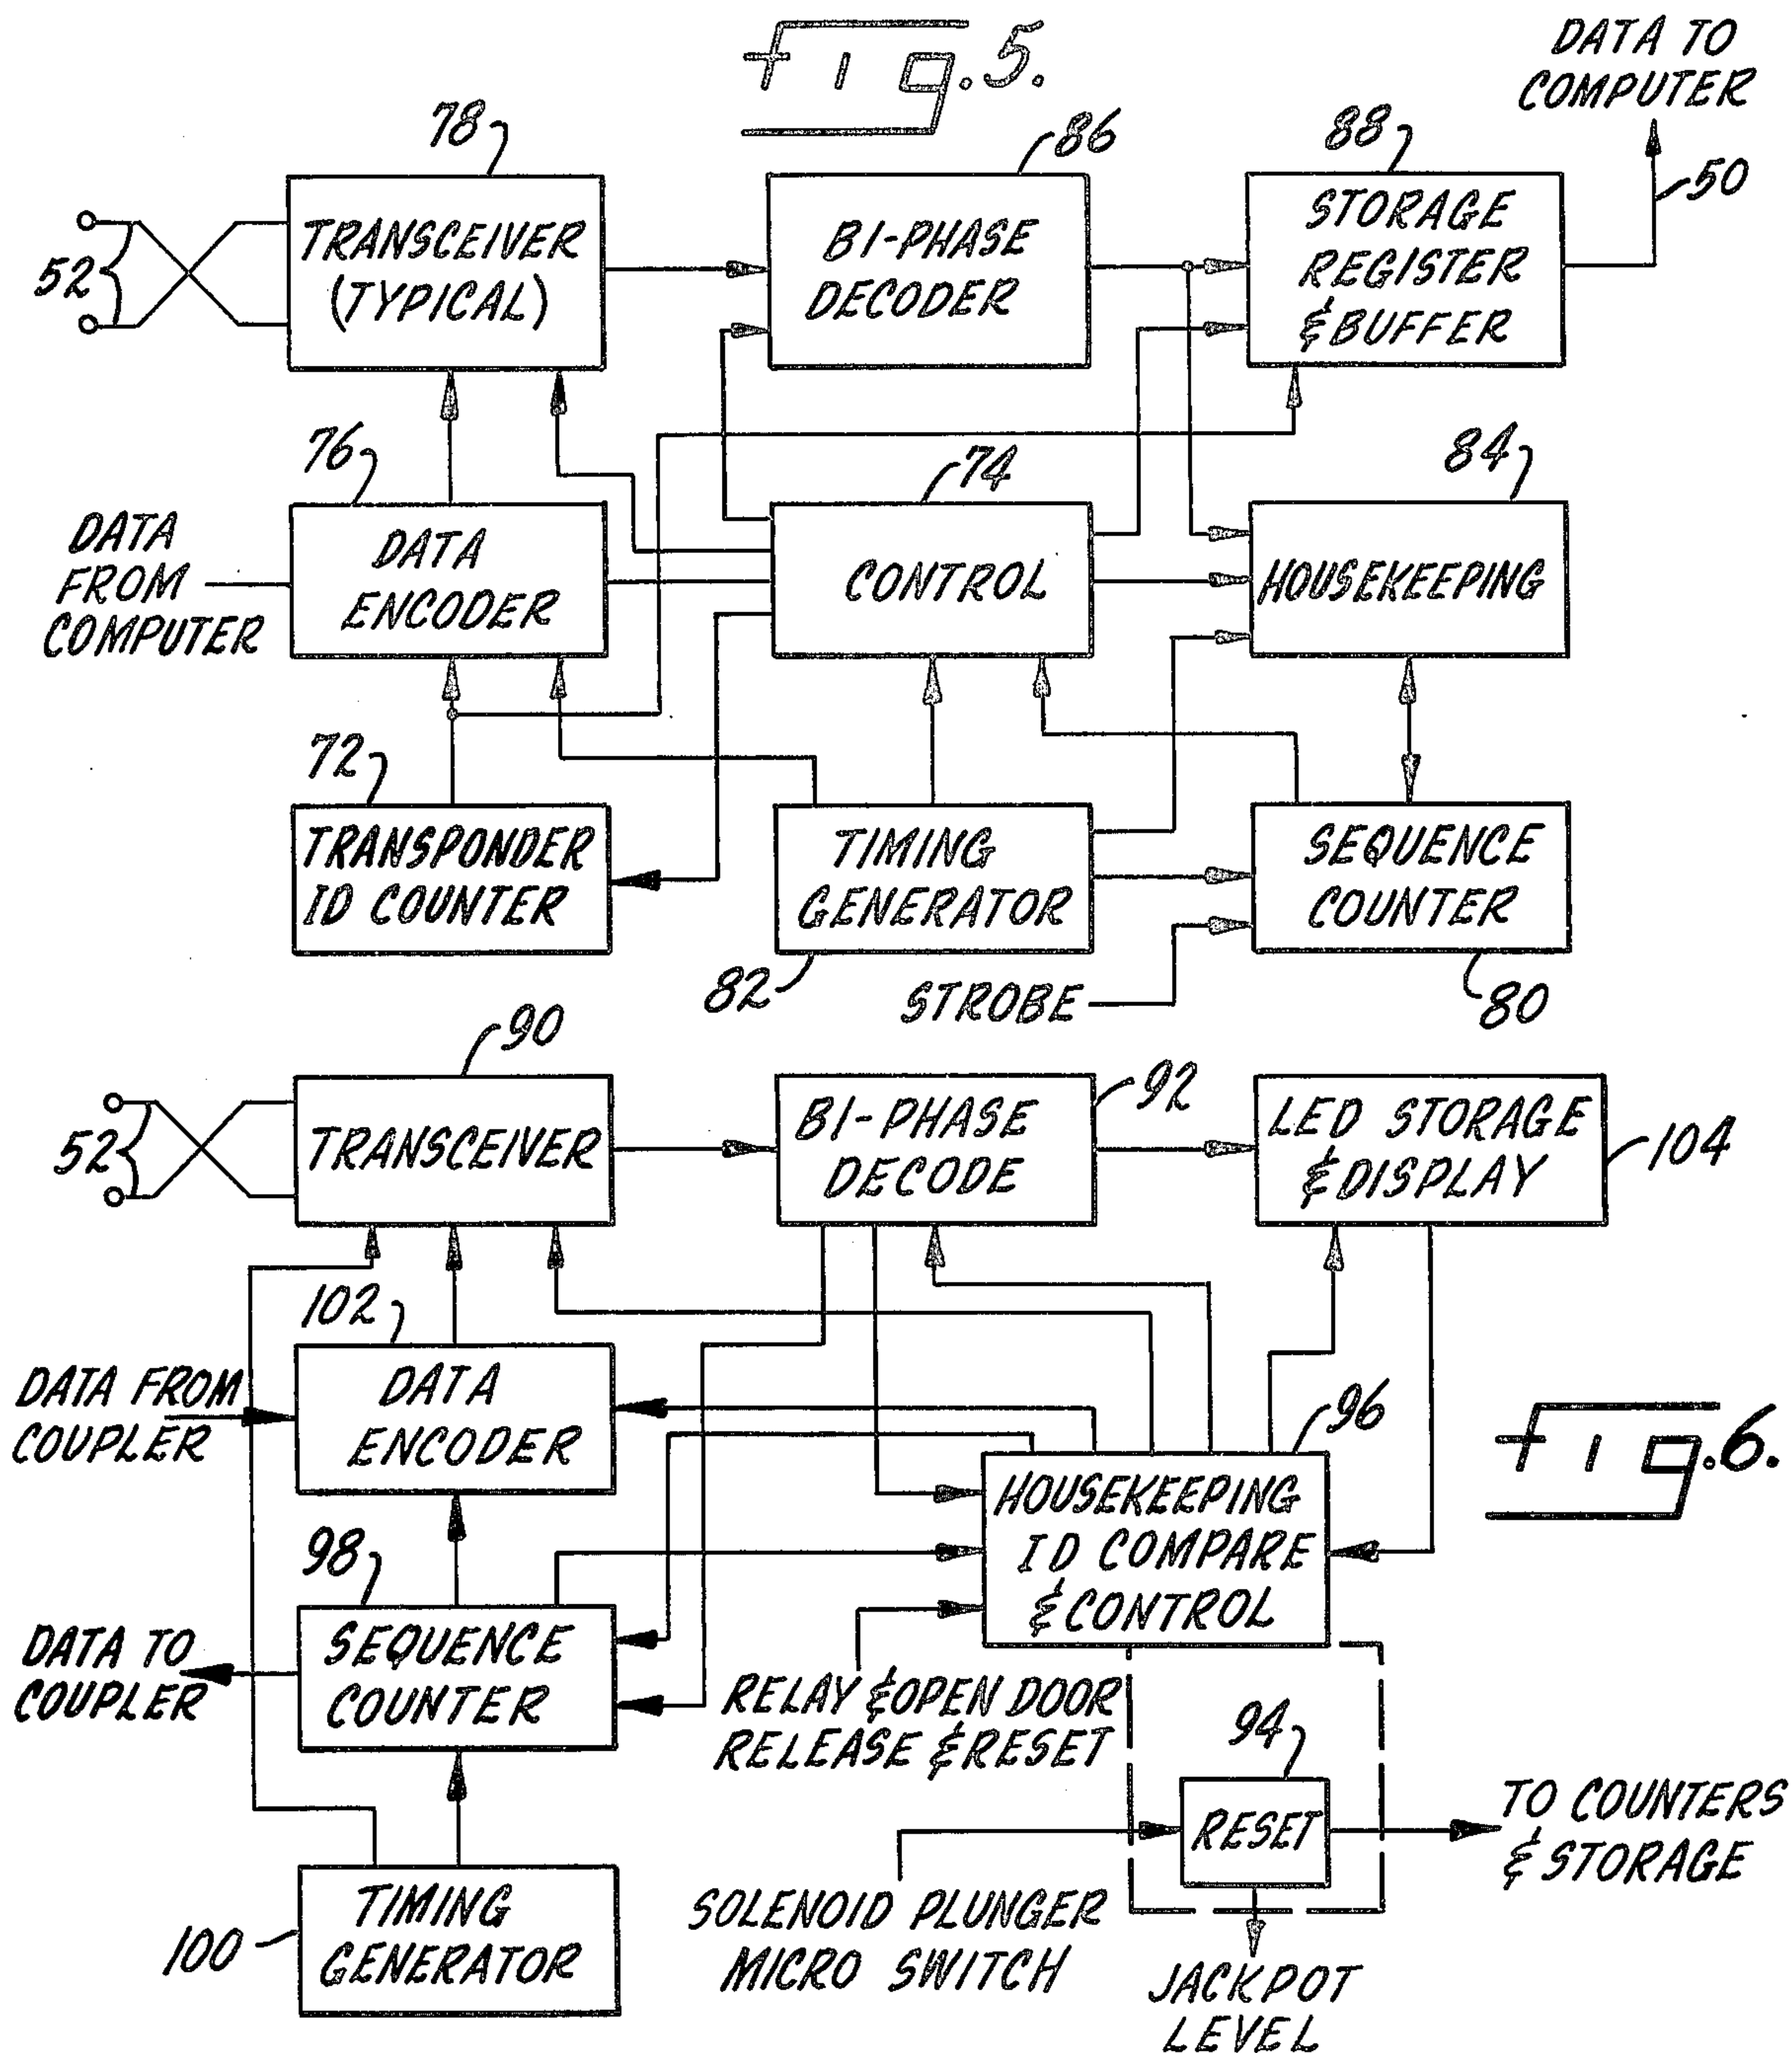 Fig. 5.
DATA TO
COMPUTER
78
86
88
50
TRANSCEIVER
(TYPICAL)
BI-PHASE
DECODER
STORAGE
REGISTER
& BUFFER
52
76
74
84
DATA
FROM
COMPUTER
DATA
ENCODER
CONTROL
HOUSEKEEPING
72
TRANSPONDER
ID COUNTER
TIMING
GENERATOR
SEQUENCE
COUNTER
82
STROBE
80
90
92
TRANSCEIVER
BI-PHASE
DECODE
LED STORAGE
& DISPLAY
104
52
102
DATA FROM
COUPLER
DATA
ENCODER
96
Fig. 6.
HOUSEKEEPING
ID COMPARE
& CONTROL
98
DATA TO
COUPLER
SEQUENCE
COUNTER
RELAY & OPEN DOOR
RELEASE & RESET
94
RESET
TO COUNTERS
& STORAGE
SOLENOID PLUNGER
MICRO SWITCH
JACKPOT
LEVEL
100
TIMING
GENERATOR